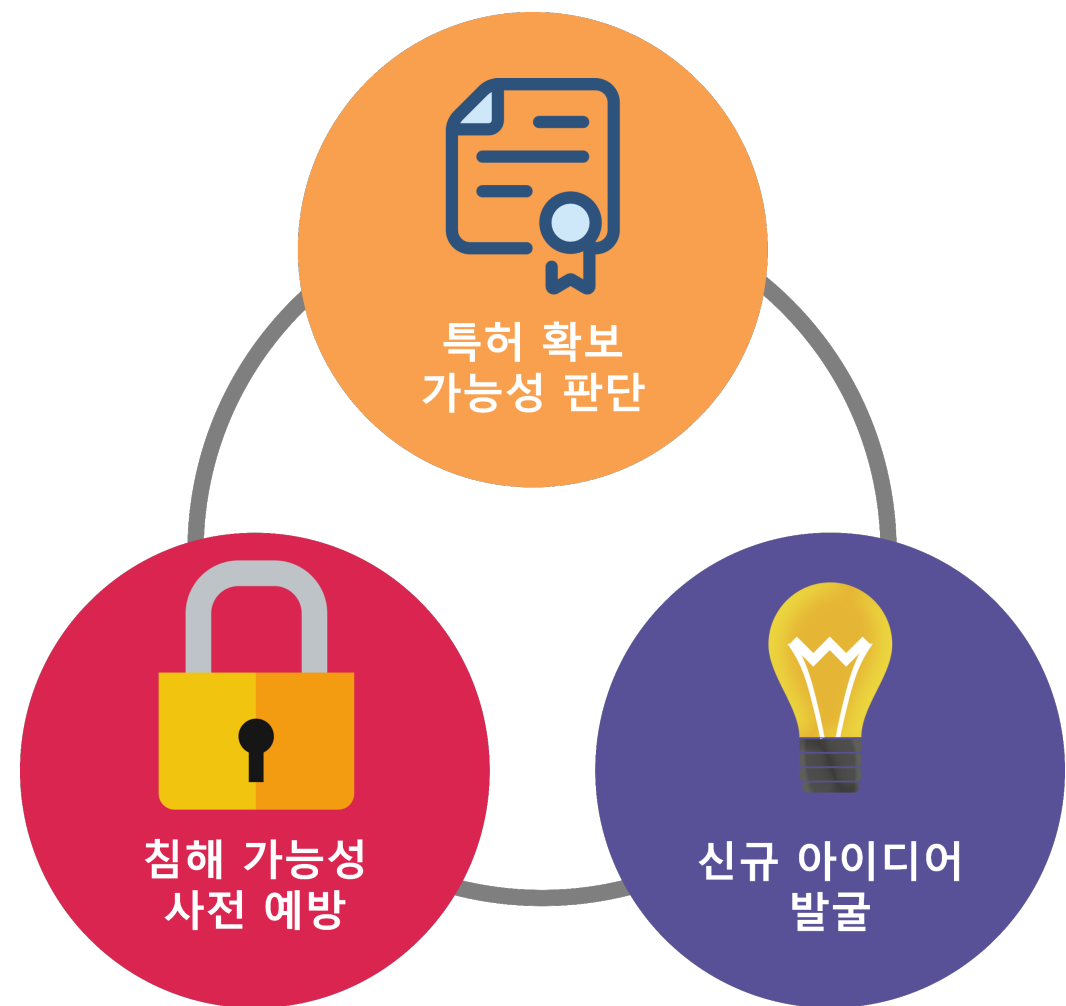 특허 확보
가능성 판단
침해 가능성
사전 예방
신규 아이디어
발굴